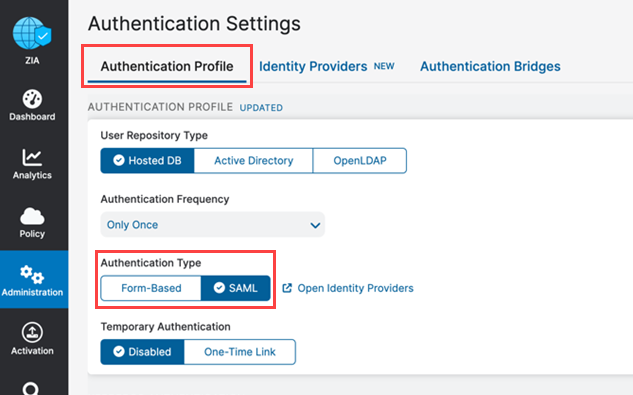 Authentication Settings
ZIA
Authentication Profile Identity Providers NEW Authentication Bridges
Dashboard
AUTHENTICATION PROFILE UPDATED
User Repository Type
Hosted DB Active Directory OpenLDAP
Analytics
Authentication Frequency
Only Once
Policy
Authentication Type
Form-Based SAML Open Identity Providers
Administration
Temporary Authentication
Disabled One-Time Link
Activation